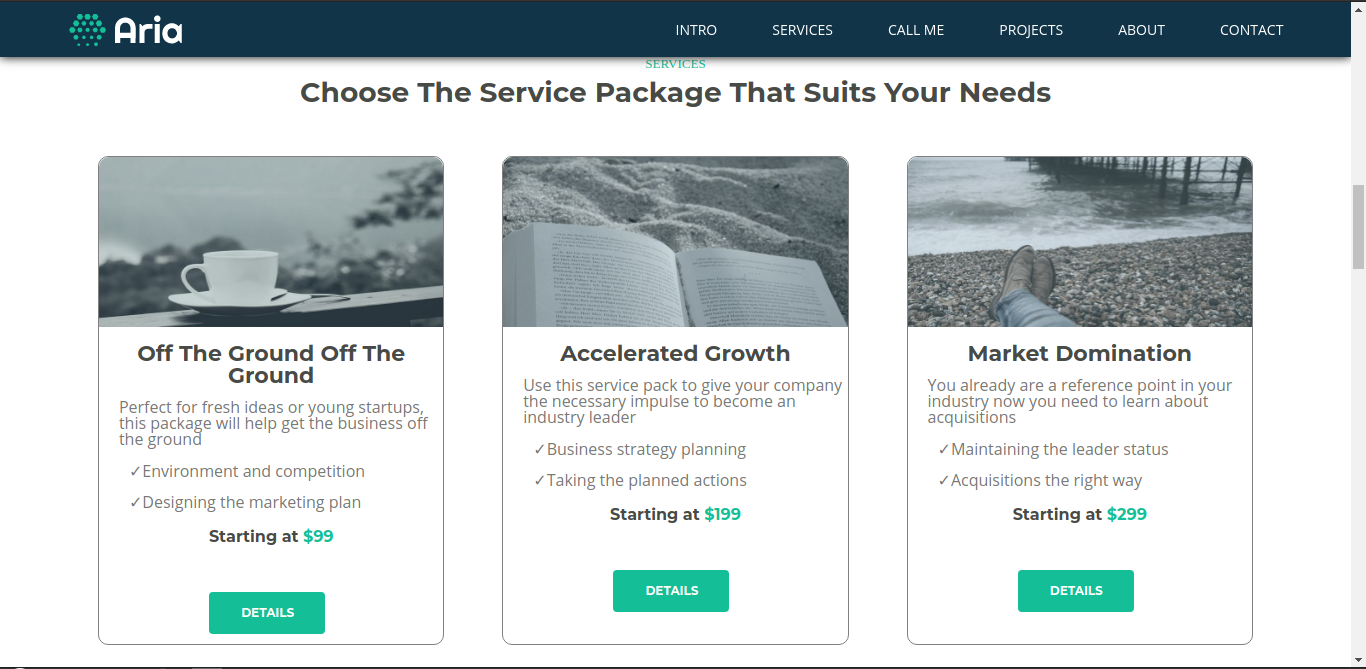 Aria
INTRO
SERVICES
CALL ME
PROJECTS
ABOUT
CONTACT
SERVICES
Choose The Service Package That Suits Your Needs
Off The Ground Off The
Ground
Perfect for fresh ideas or young startups,
this package will help get the business off
the ground
✓Environment and competition
✓Designing the marketing plan
Starting at $99
DETAILS
Accelerated Growth
Use this service pack to give your company
the necessary impulse to become an
industry leader
✓Business strategy planning
✓Taking the planned actions
Starting at $199
DETAILS
Market Domination
You already are a reference point in your
industry now you need to learn about
acquisitions
✓Maintaining the leader status
✓Acquisitions the right way
Starting at $299
DETAILS